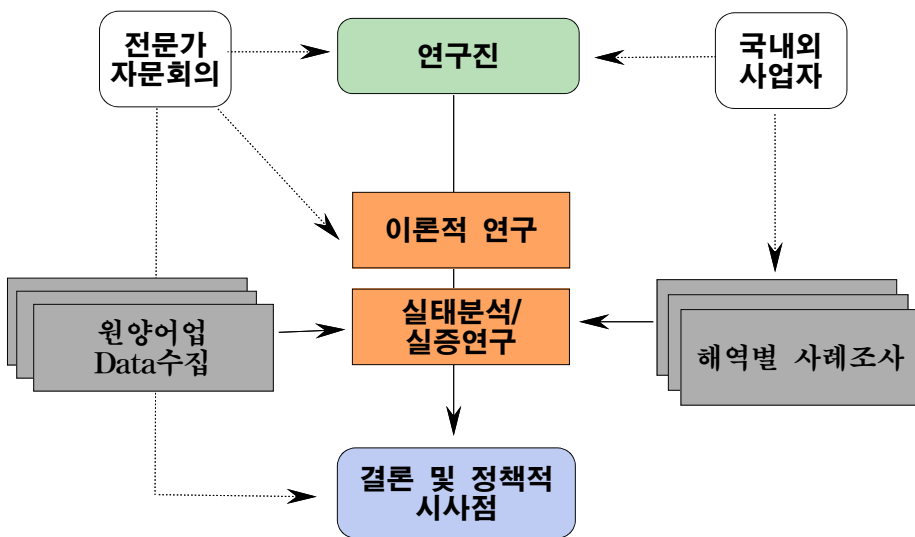 전문가
자문회의
연구진
국내외
사업자
이론적 연구
원양어업
Data수집
실태분석/
실증연구
해역별 사례조사
결론 및 정책적
시사점